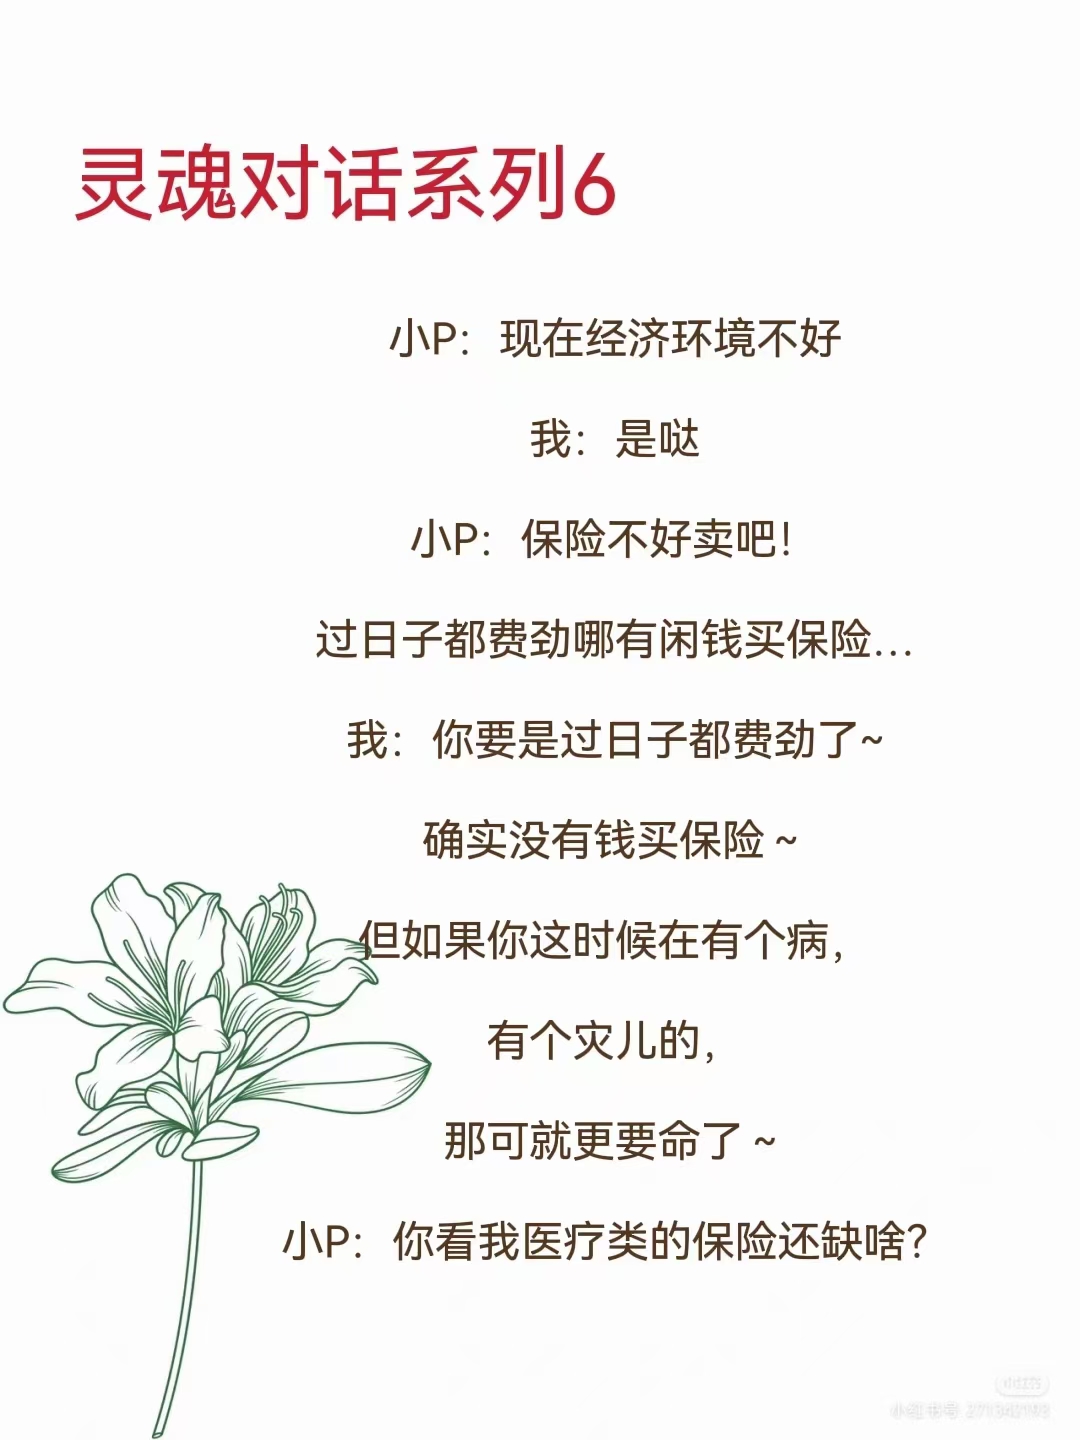 灵魂对话系列6
小P：现在经济环境不好
我：是哒
小P：保险不好卖吧！
过日子都费劲哪有闲钱买保险…
我：你要是过日子都费劲了~
确实没有钱买保险~
但如果你这时候在有个病，
有个灾儿的，
那可就更要命了~
小P：你看我医疗类的保险还缺啥？
小红书